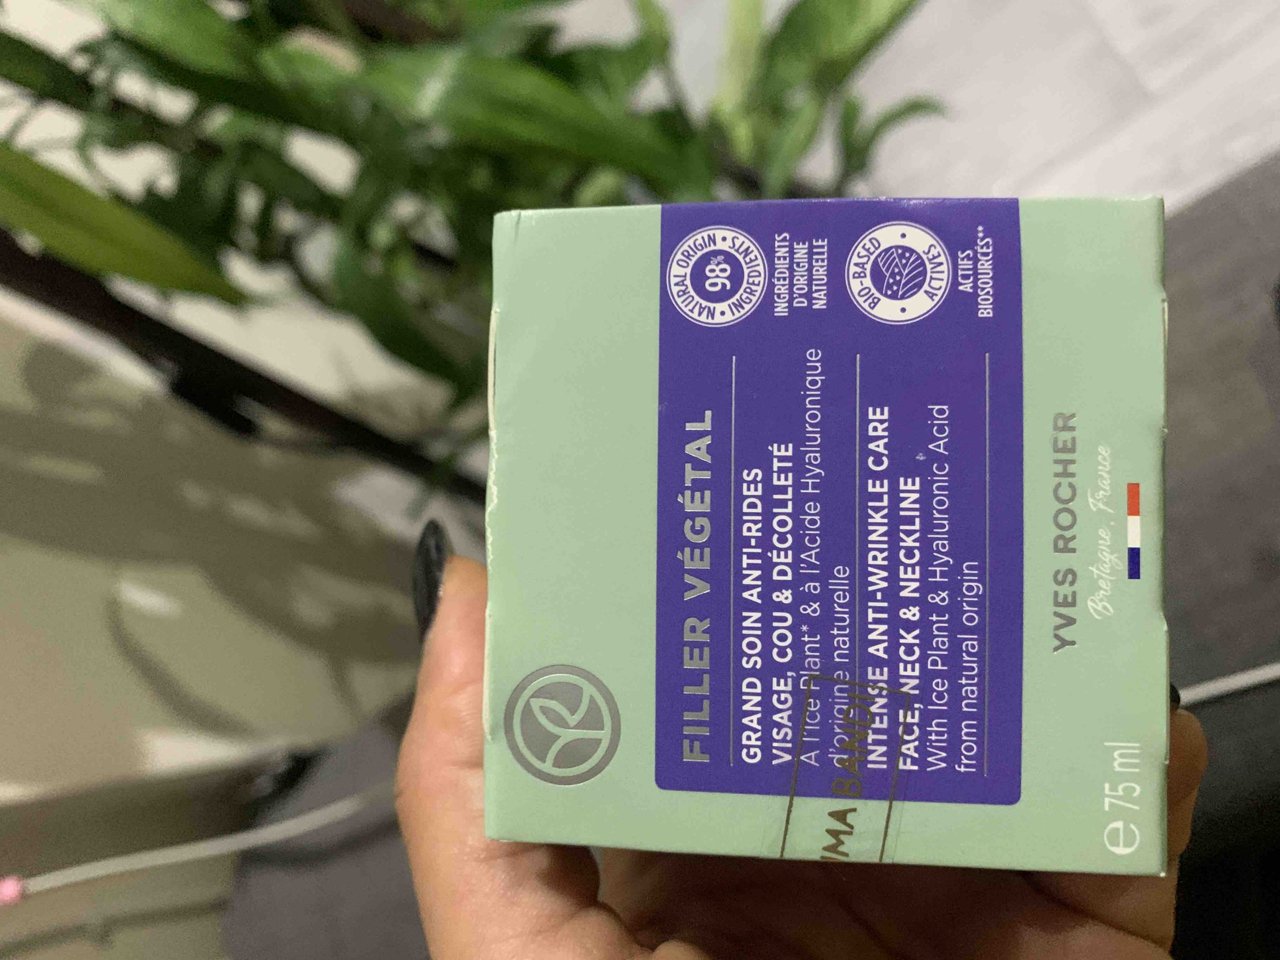 FILLER VÉGÉTAL
GRAND SOIN ANTI-RIDES
VISAGE, COU & DÉCOLLETÉ
À l'Ice Plant* & à l'Acide Hyaluronique
d'origine naturelle
INTENSE ANTI-WRINKLE CARE
FACE, NECK & NECKLINE
With Ice Plant* & Hyaluronic Acid
from natural origin
NATURAL ORIGIN • INGREDIENTS •
98%
INGRÉDIENTS
D'ORIGINE
NATURELLE
BIO-BASED • ACTIVES •
ACTIFS
BIOSOURCÉS**
YVES ROCHER
Bretagne, France
e 75 ml